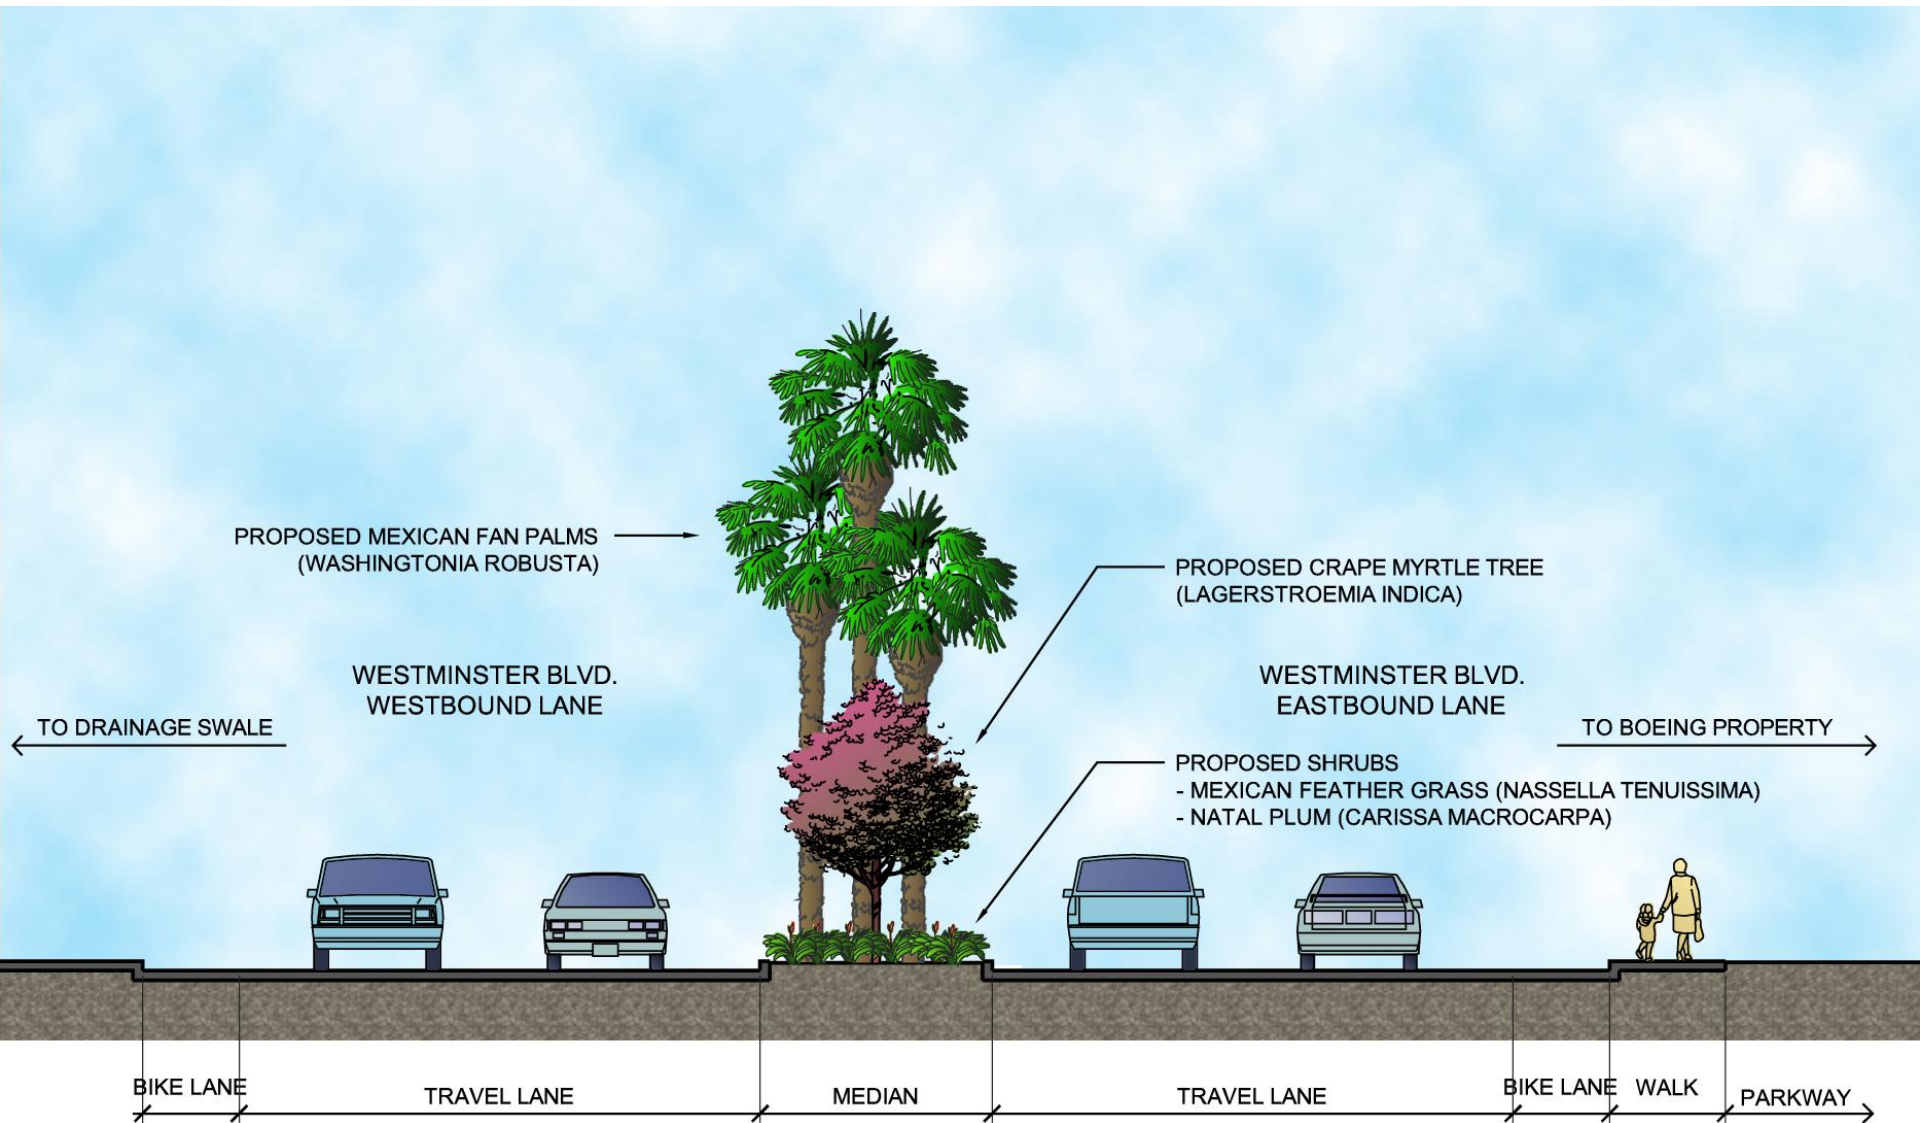 PROPOSED MEXICAN FAN PALMS
(WASHINGTONIA ROBUSTA)
PROPOSED CRAPE MYRTLE TREE
(LAGERSTROEMIA INDICA)
WESTMINSTER BLVD.
WESTBOUND LANE
WESTMINSTER BLVD.
EASTBOUND LANE
TO DRAINAGE SWALE
TO BOEING PROPERTY
PROPOSED SHRUBS
- MEXICAN FEATHER GRASS (NASSELLA TENUISSIMA)
- NATAL PLUM (CARISSA MACROCARPA)
BIKE LANE
TRAVEL LANE
MEDIAN
TRAVEL LANE
BIKE LANE
WALK
PARKWAY